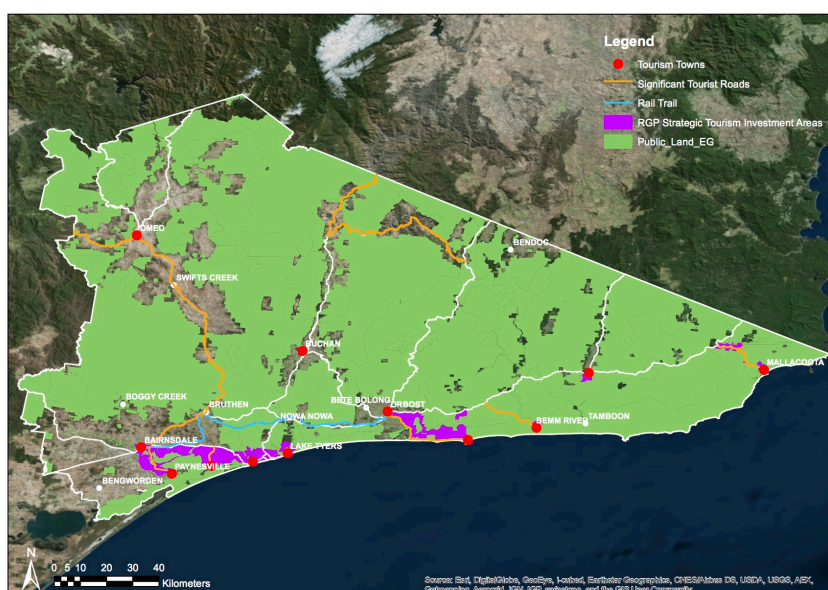 Legend
Tourism Towns
Significant Tourist Roads
Rail Trail
RGP Strategic Tourism Investment Areas
Public_Land_EG
OMEO
BENDOC
SWIFTS CREEK
BUCHAN
MALLACOOTA
BOGGY CREEK
BETE BOLONG
ORBOST
BRUTHEN
NOWA NOWA
BEMM RIVER
TAMBOON
BAIRNSDALE
LAKE TYERS
PAYNESVILLE
BENGWORDEN
N
0 5 10 20 30 40
Kilometers
Source: Esri, DigitalGlobe, GeoEye, i-cubed, Earthstar Geographics, CNES/Airbus DS, USDA, USGS, AEX,